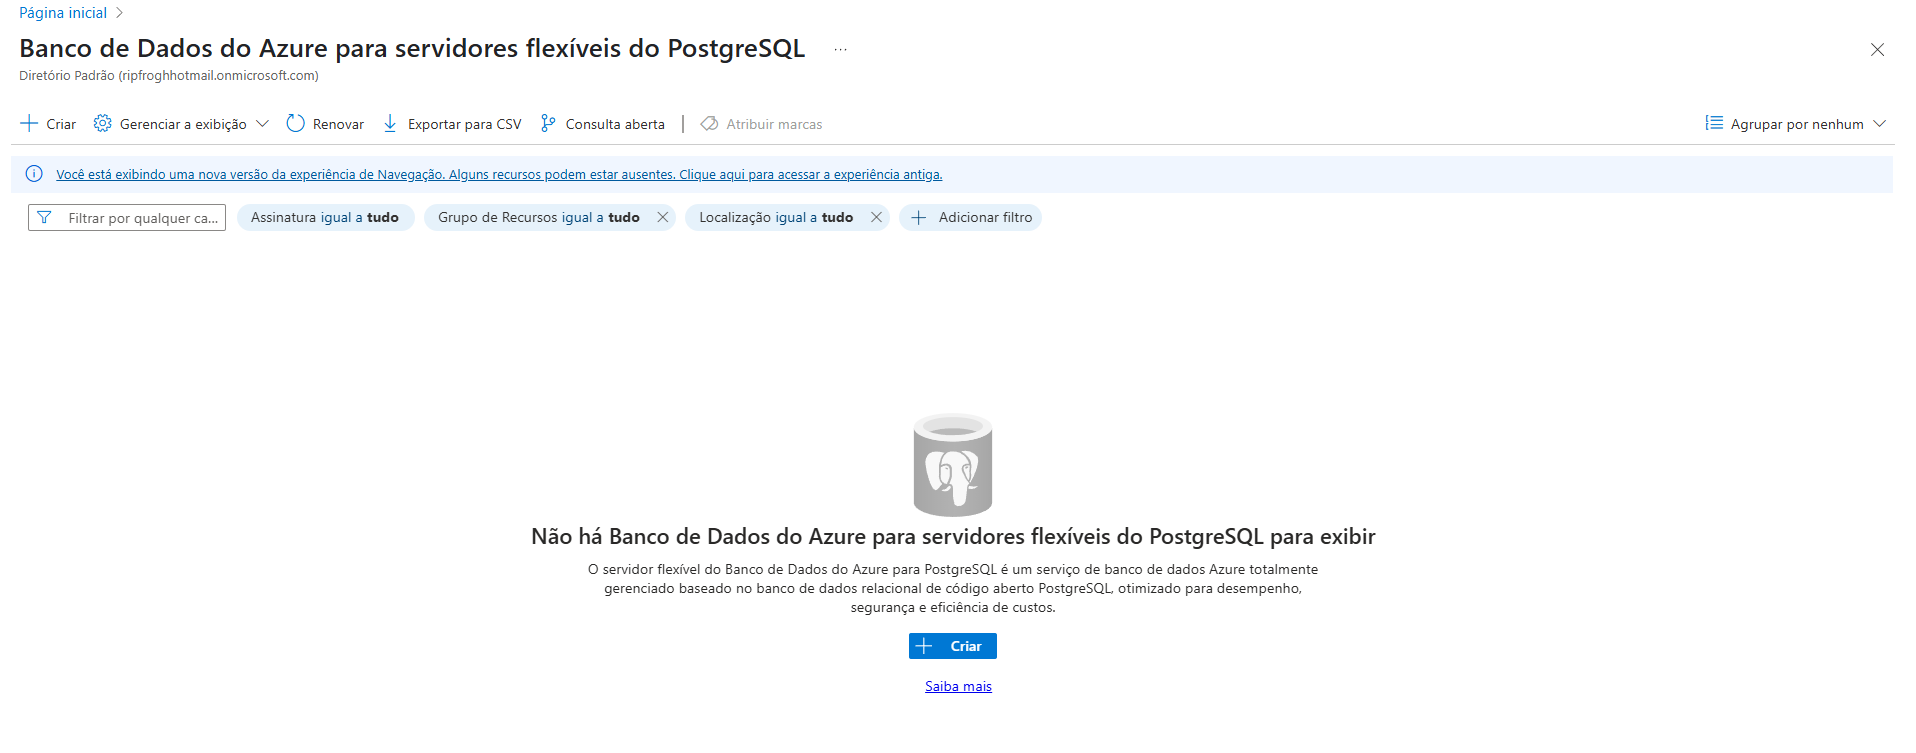 Página inicial
Banco de Dados do Azure para servidores flexíveis do PostgreSQL ...
Diretório Padrão (ripfroghhotmail.onmicrosoft.com)
Criar Gerenciar a exibição Renovar Exportar para CSV Consulta aberta Atribuir marcas Agrupar por nenhum
Você está exibindo uma nova versão da experiência de Navegação. Alguns recursos podem estar ausentes. Clique aqui para acessar a experiência antiga.
Filtrar por qualquer ca... Assinatura igual a tudo Grupo de Recursos igual a tudo Localização igual a tudo Adicionar filtro
Não há Banco de Dados do Azure para servidores flexíveis do PostgreSQL para exibir
O servidor flexível do Banco de Dados do Azure para PostgreSQL é um serviço de banco de dados Azure totalmente
gerenciado baseado no banco de dados relacional de código aberto PostgreSQL, otimizado para desempenho,
segurança e eficiência de custos.
Criar
Saiba mais